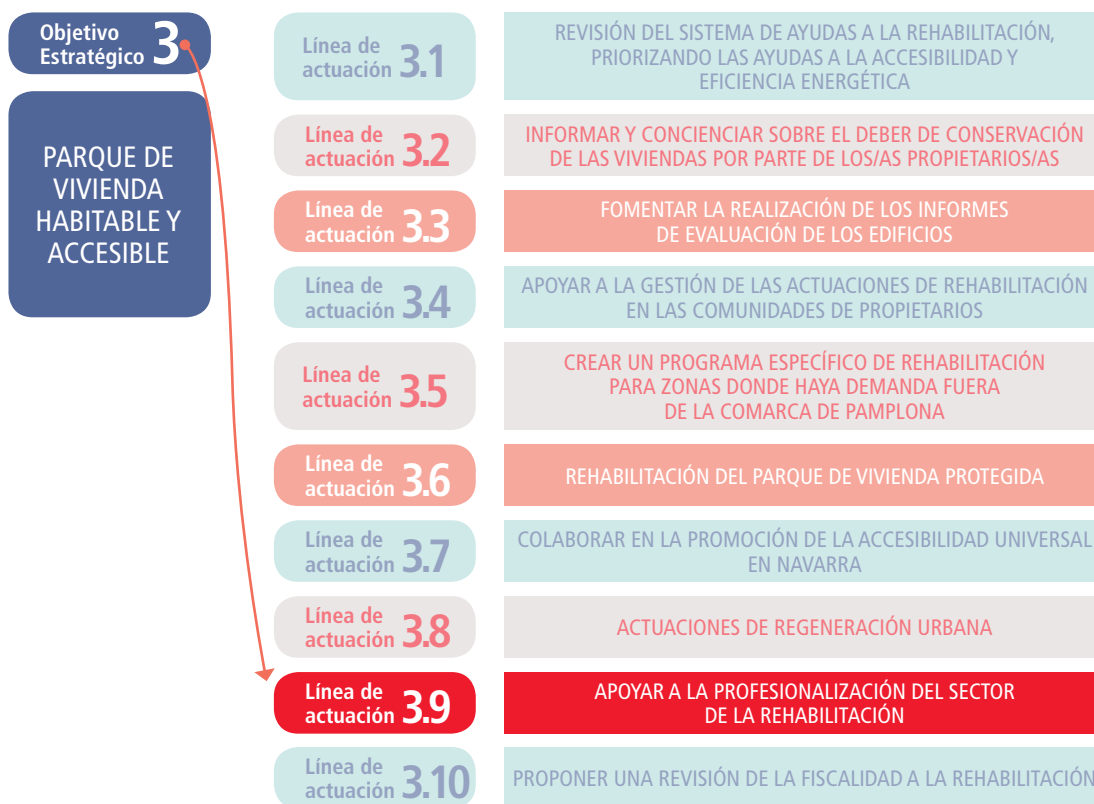 Objetivo
Estratégico 3
PARQUE DE
VIVIENDA
HABITABLE Y
ACCESIBLE
Línea de
actuación 3.1
REVISIÓN DEL SISTEMA DE AYUDAS A LA REHABILITACIÓN,
PRIORIZANDO LAS AYUDAS A LA ACCESIBILIDAD Y
EFICIENCIA ENERGÉTICA
Línea de
actuación 3.2
INFORMAR Y CONCIENCIAR SOBRE EL DEBER DE CONSERVACIÓN
DE LAS VIVIENDAS POR PARTE DE LOS/AS PROPIETARIOS/AS
Línea de
actuación 3.3
FOMENTAR LA REALIZACIÓN DE LOS INFORMES
DE EVALUACIÓN DE LOS EDIFICIOS
Línea de
actuación 3.4
APOYAR A LA GESTIÓN DE LAS ACTUACIONES DE REHABILITACIÓN
EN LAS COMUNIDADES DE PROPIETARIOS
Línea de
actuación 3.5
CREAR UN PROGRAMA ESPECÍFICO DE REHABILITACIÓN
PARA ZONAS DONDE HAYA DEMANDA FUERA
DE LA COMARCA DE PAMPLONA
Línea de
actuación 3.6
REHABILITACIÓN DEL PARQUE DE VIVIENDA PROTEGIDA
Línea de
actuación 3.7
COLABORAR EN LA PROMOCIÓN DE LA ACCESIBILIDAD UNIVERSAL
EN NAVARRA
Línea de
actuación 3.8
ACTUACIONES DE REGENERACIÓN URBANA
Línea de
actuación 3.9
APOYAR A LA PROFESIONALIZACIÓN DEL SECTOR
DE LA REHABILITACIÓN
Línea de
actuación 3.10
PROPONER UNA REVISIÓN DE LA FISCALIDAD A LA REHABILITACIÓN